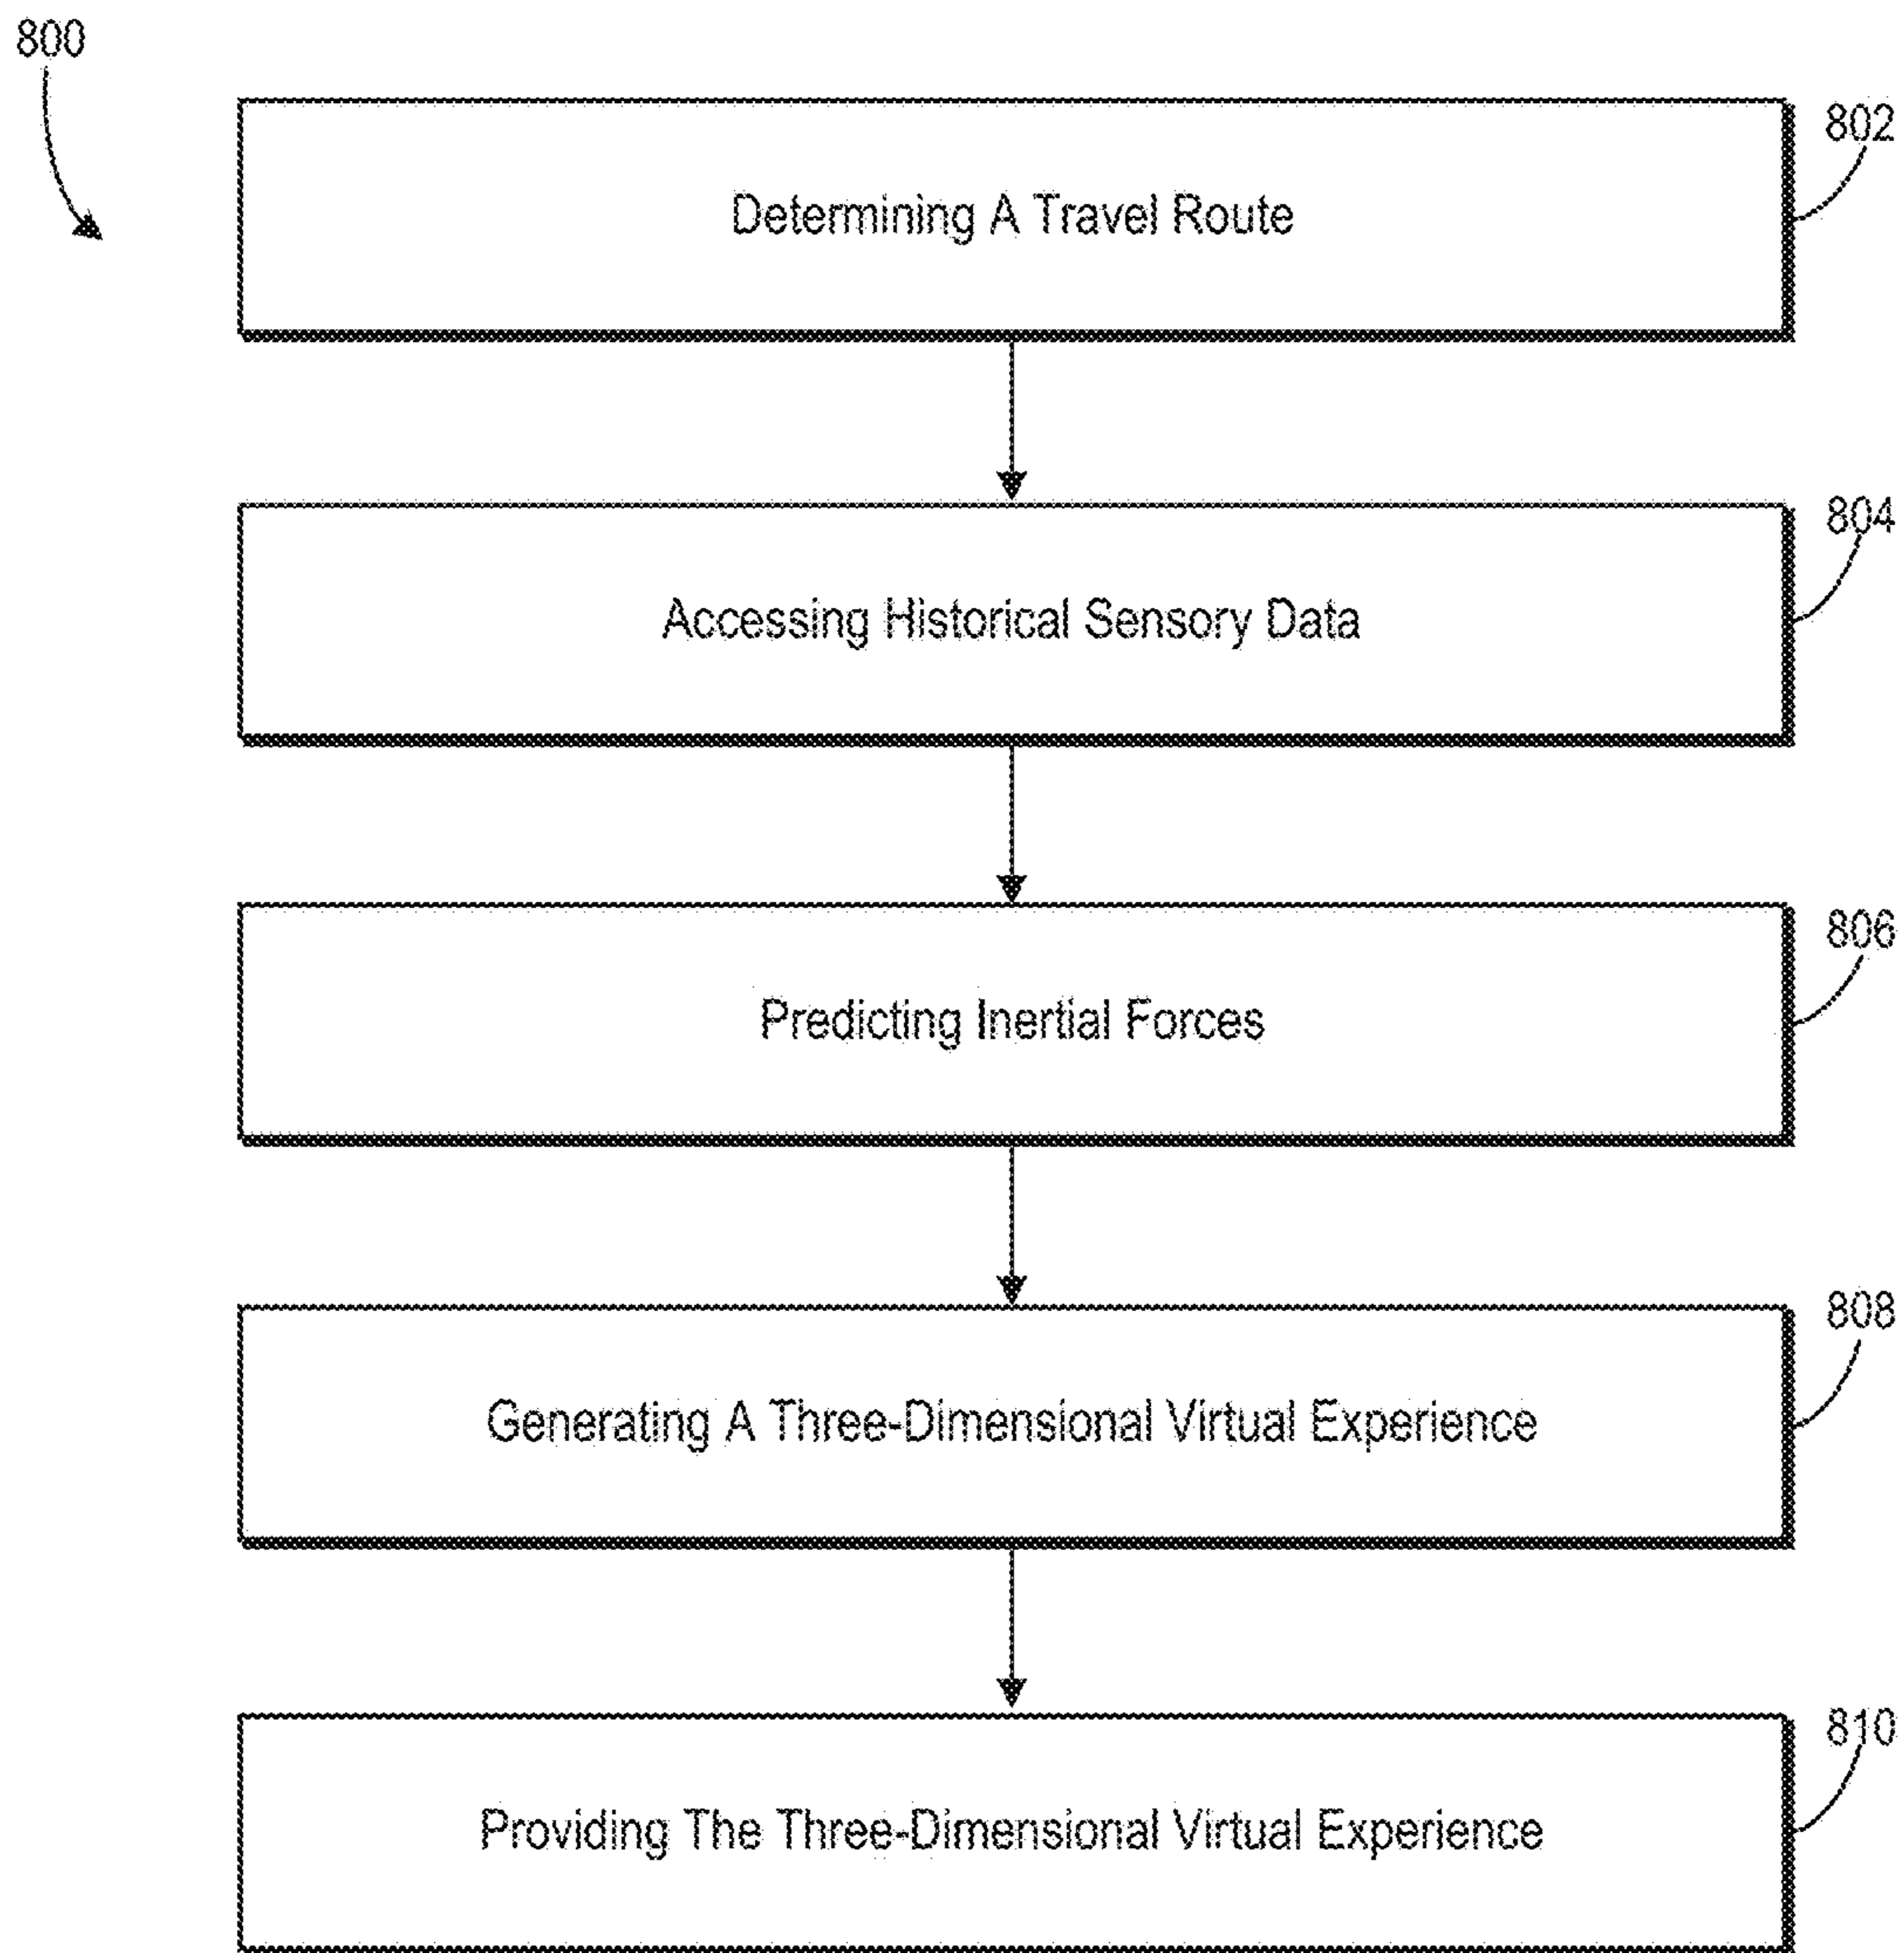 800
802
Determining A Travel Route
804
Accessing Historical Sensory Data
806
Predicting Inertial Forces
808
Generating A Three-Dimensional Virtual Experience
810
Providing The Three-Dimensional Virtual Experience